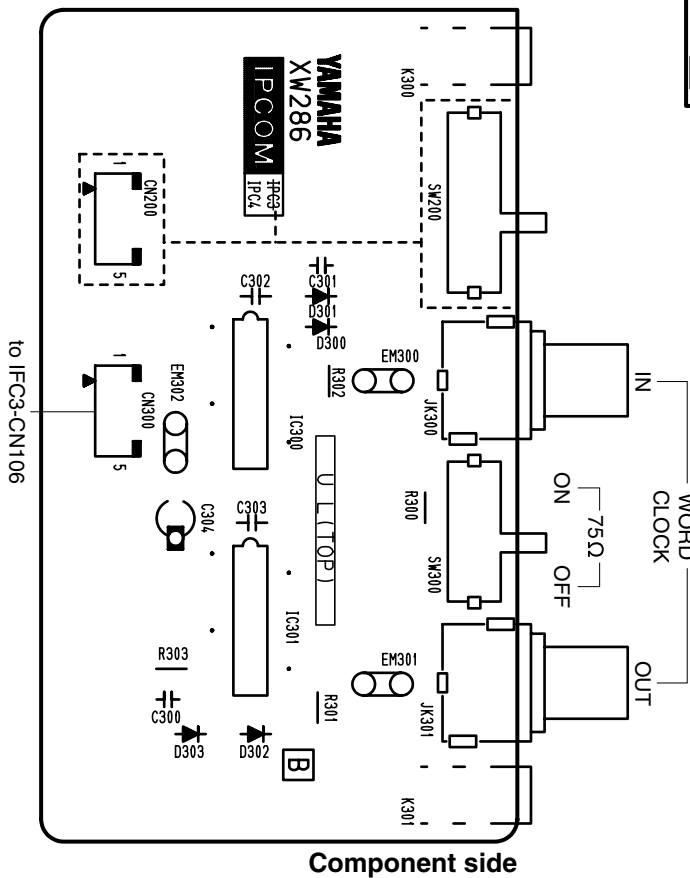 K300
YAMAHA
XW286
IPCOM
IPC3
IPC4
SW200
1
CN200
5
C302
C301
D301
D300
EM300
R302
JK300
IN
WORD
CLOCK
1
CN300
5
EM302
to IFC3-CN106
IC300
U L(TOP)
R300
SW300
ON
75Ω
OFF
C304
C303
IC301
R303
C300
EM301
R301
JK301
OUT
D303
D302
B
K301
Component side